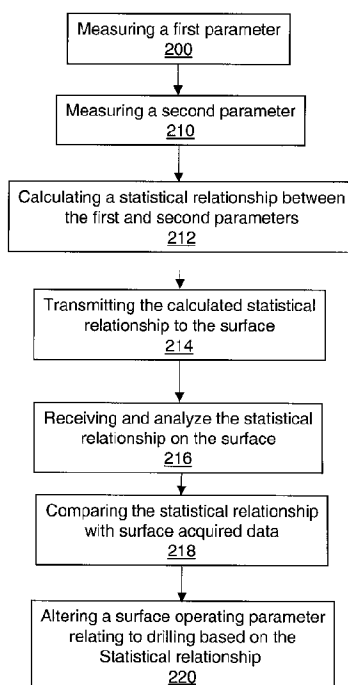 Measuring a first parameter
200
Measuring a second parameter
210
Calculating a statistical relationship between
the first and second parameters
212
Transmitting the calculated statistical
relationship to the surface
214
Receiving and analyze the statistical
relationship on the surface
216
Comparing the statistical relationship
with surface acquired data
218
Altering a surface operating parameter
relating to drilling based on the
Statistical relationship
220